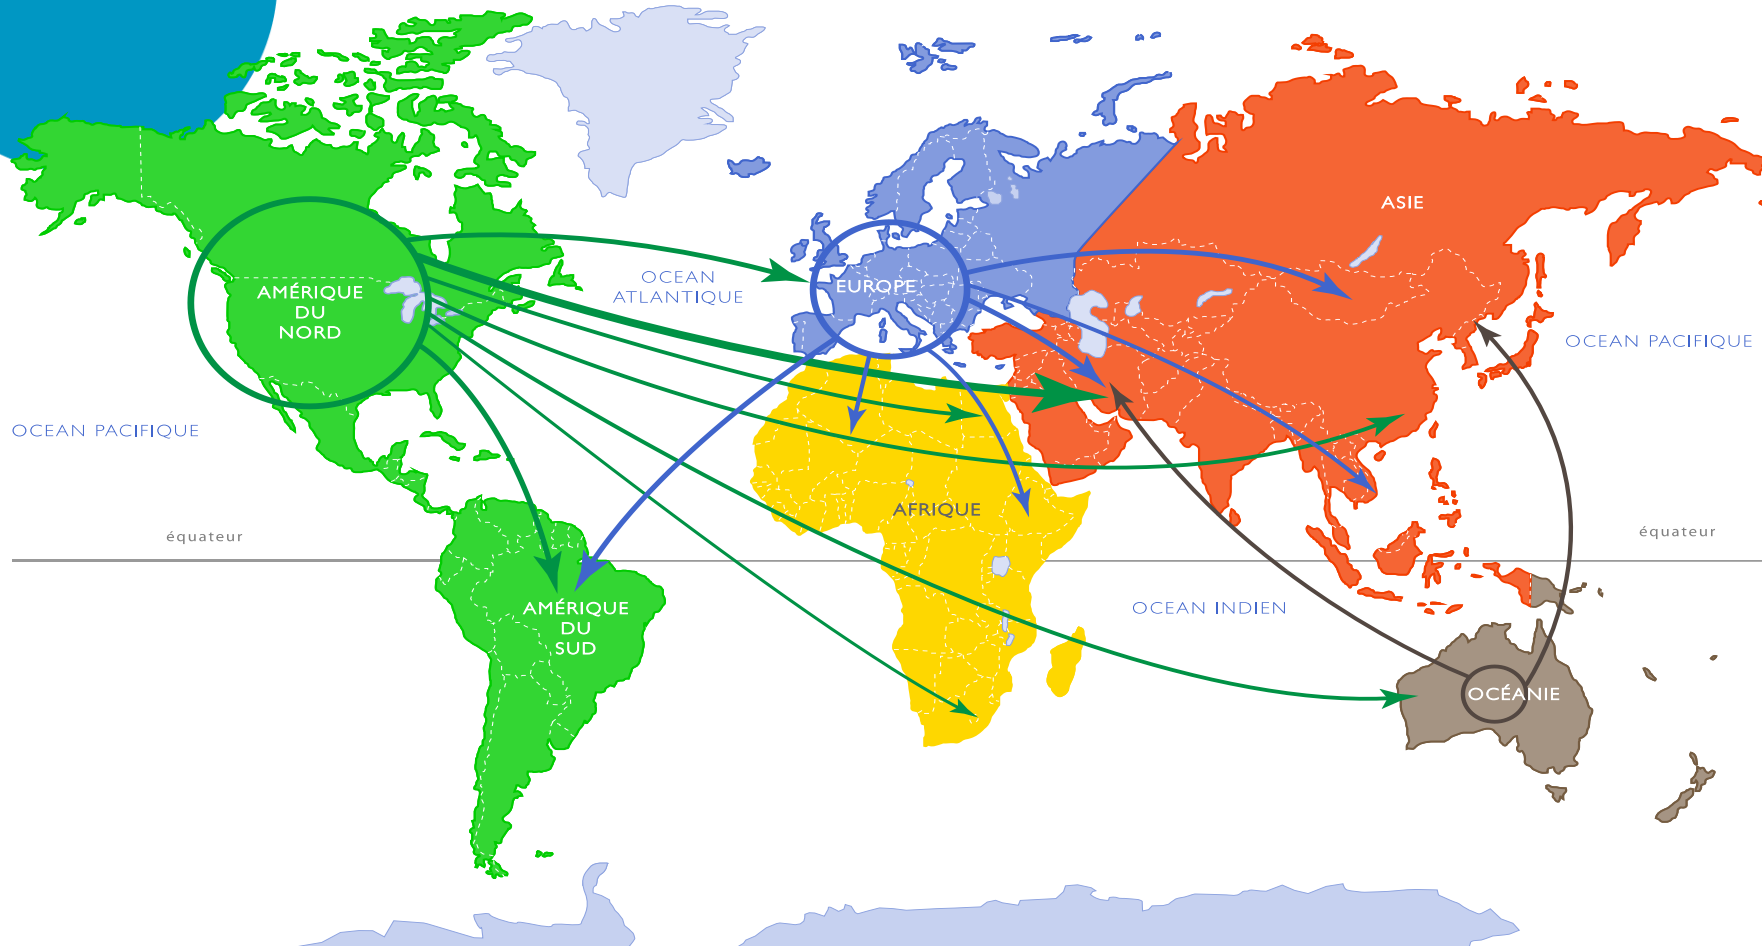 ASIE
OCEAN
ATLANTIQUE
EUROPE
AMÉRIQUE
DU
NORD
OCEAN PACIFIQUE
OCEAN PACIFIQUE
AFRIQUE
équateur
équateur
AMÉRIQUE
DU
SUD
OCEAN INDIEN
OCÉANIE